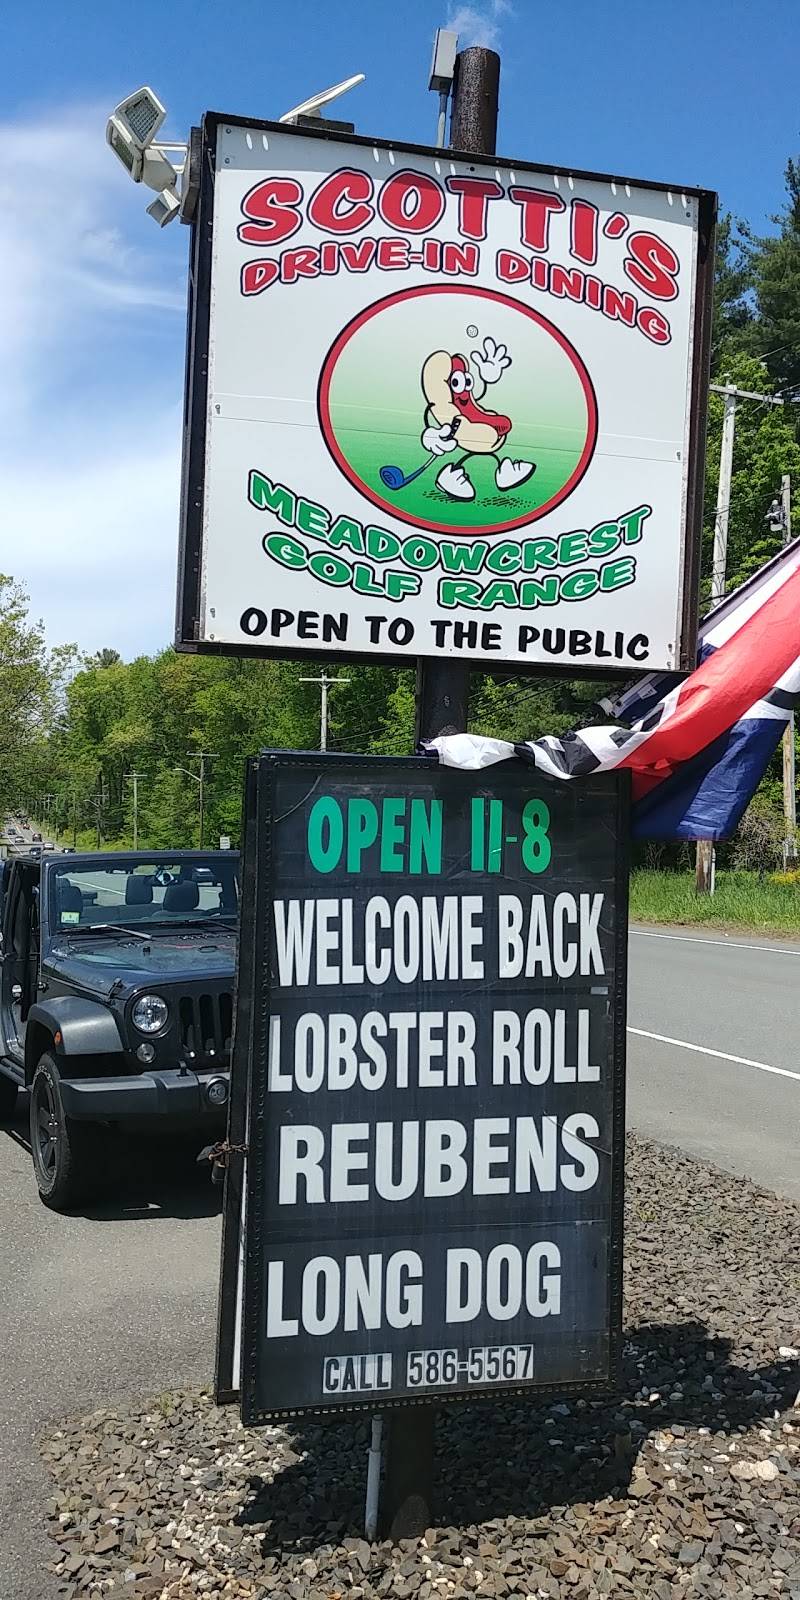 SCOTTI'S
DRIVE-IN DINING
MEADOWCREST
GOLF RANGE
OPEN TO THE PUBLIC
OPEN 11-8
WELCOME BACK
LOBSTER ROLL
REUBENS
LONG DOG
CALL 586-5567